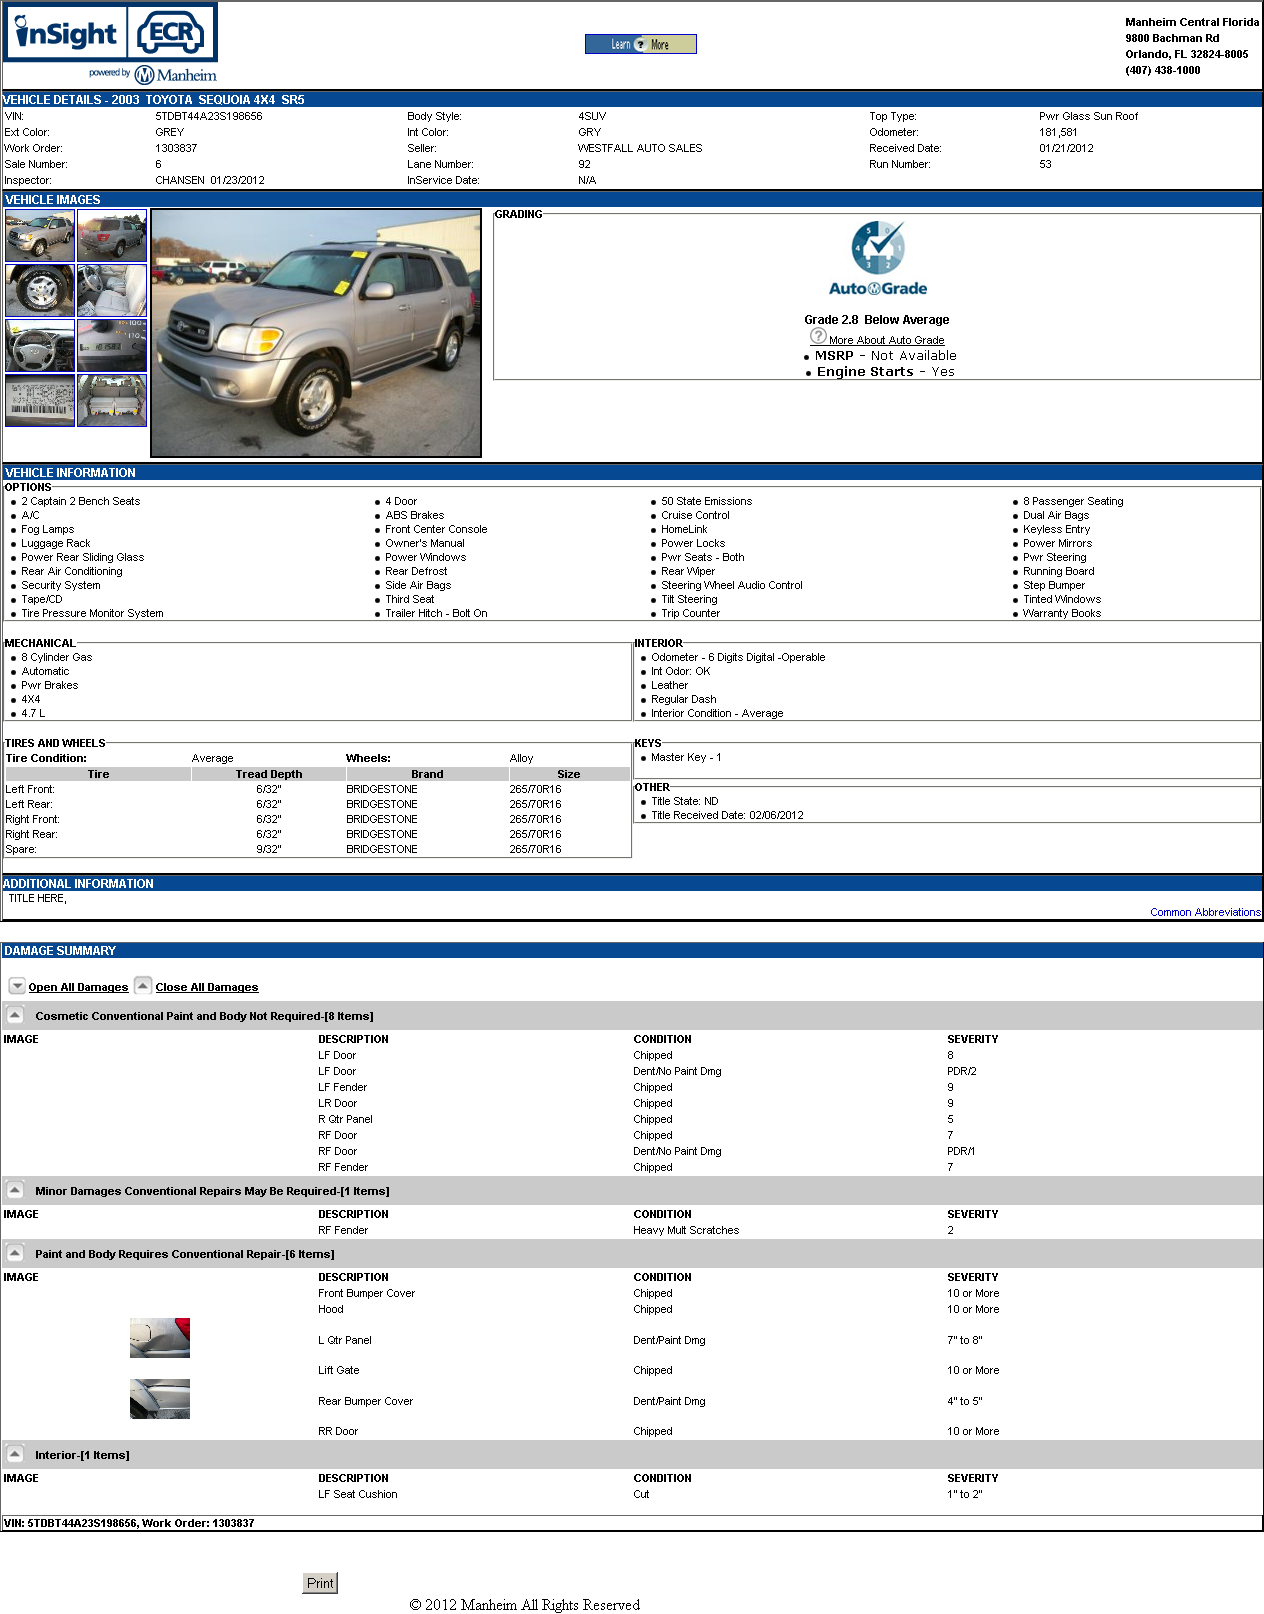 inSight ECR
powered by Manheim
Learn ? More
Manheim Central Florida
9800 Bachman Rd
Orlando, FL 32824-8005
(407) 438-1000
VEHICLE DETAILS - 2003 TOYOTA SEQUOIA 4X4 SR5
VIN: 5TDBT44A23S198656 Body Style: 4SUV Top Type: Pwr Glass Sun Roof
Ext Color: GREY Int Color: GRY Odometer: 181,581
Work Order: 1303837 Seller: WESTFALL AUTO SALES Received Date: 01/21/2012
Sale Number: 6 Lane Number: 92 Run Number: 53
Inspector: CHANSEN 01/23/2012 InService Date: N/A
VEHICLE IMAGES
GRADING
5 0 1 4 3 2
AutoGrade
Grade 2.8 Below Average
? More About Auto Grade
MSRP - Not Available
Engine Starts - Yes
VEHICLE INFORMATION
OPTIONS
2 Captain 2 Bench Seats 4 Door 50 State Emissions 8 Passenger Seating
A/C ABS Brakes Cruise Control Dual Air Bags
Fog Lamps Front Center Console HomeLink Keyless Entry
Luggage Rack Owner's Manual Power Locks Power Mirrors
Power Rear Sliding Glass Power Windows Pwr Seats - Both Pwr Steering
Rear Air Conditioning Rear Defrost Rear Wiper Running Board
Security System Side Air Bags Steering Wheel Audio Control Step Bumper
Tape/CD Third Seat Tilt Steering Tinted Windows
Tire Pressure Monitor System Trailer Hitch - Bolt On Trip Counter Warranty Books
MECHANICAL
8 Cylinder Gas
Automatic
Pwr Brakes
4X4
4.7 L
INTERIOR
Odometer - 6 Digits Digital -Operable
Int Odor: OK
Leather
Regular Dash
Interior Condition - Average
TIRES AND WHEELS
Tire Condition: Average Wheels: Alloy
Tire Tread Depth Brand Size
Left Front: 6/32" BRIDGESTONE 265/70R16
Left Rear: 6/32" BRIDGESTONE 265/70R16
Right Front: 6/32" BRIDGESTONE 265/70R16
Right Rear: 6/32" BRIDGESTONE 265/70R16
Spare: 9/32" BRIDGESTONE 265/70R16
KEYS
Master Key - 1
OTHER
Title State: ND
Title Received Date: 02/06/2012
ADDITIONAL INFORMATION
TITLE HERE,
Common Abbreviations
DAMAGE SUMMARY
Open All Damages Close All Damages
Cosmetic Conventional Paint and Body Not Required-[8 Items]
IMAGE DESCRIPTION CONDITION SEVERITY
LF Door Chipped 8
LF Door Dent/No Paint Dmg PDR/2
LF Fender Chipped 9
LR Door Chipped 9
R Qtr Panel Chipped 5
RF Door Chipped 7
RF Door Dent/No Paint Dmg PDR/1
RF Fender Chipped 7
Minor Damages Conventional Repairs May Be Required-[1 Items]
IMAGE DESCRIPTION CONDITION SEVERITY
RF Fender Heavy Mult Scratches 2
Paint and Body Requires Conventional Repair-[6 Items]
IMAGE DESCRIPTION CONDITION SEVERITY
Front Bumper Cover Chipped 10 or More
Hood Chipped 10 or More
L Qtr Panel Dent/Paint Dmg 7" to 8"
Lift Gate Chipped 10 or More
Rear Bumper Cover Dent/Paint Dmg 4" to 5"
RR Door Chipped 10 or More
Interior-[1 Items]
IMAGE DESCRIPTION CONDITION SEVERITY
LF Seat Cushion Cut 1" to 2"
VIN: 5TDBT44A23S198656, Work Order: 1303837
Print
© 2012 Manheim All Rights Reserved